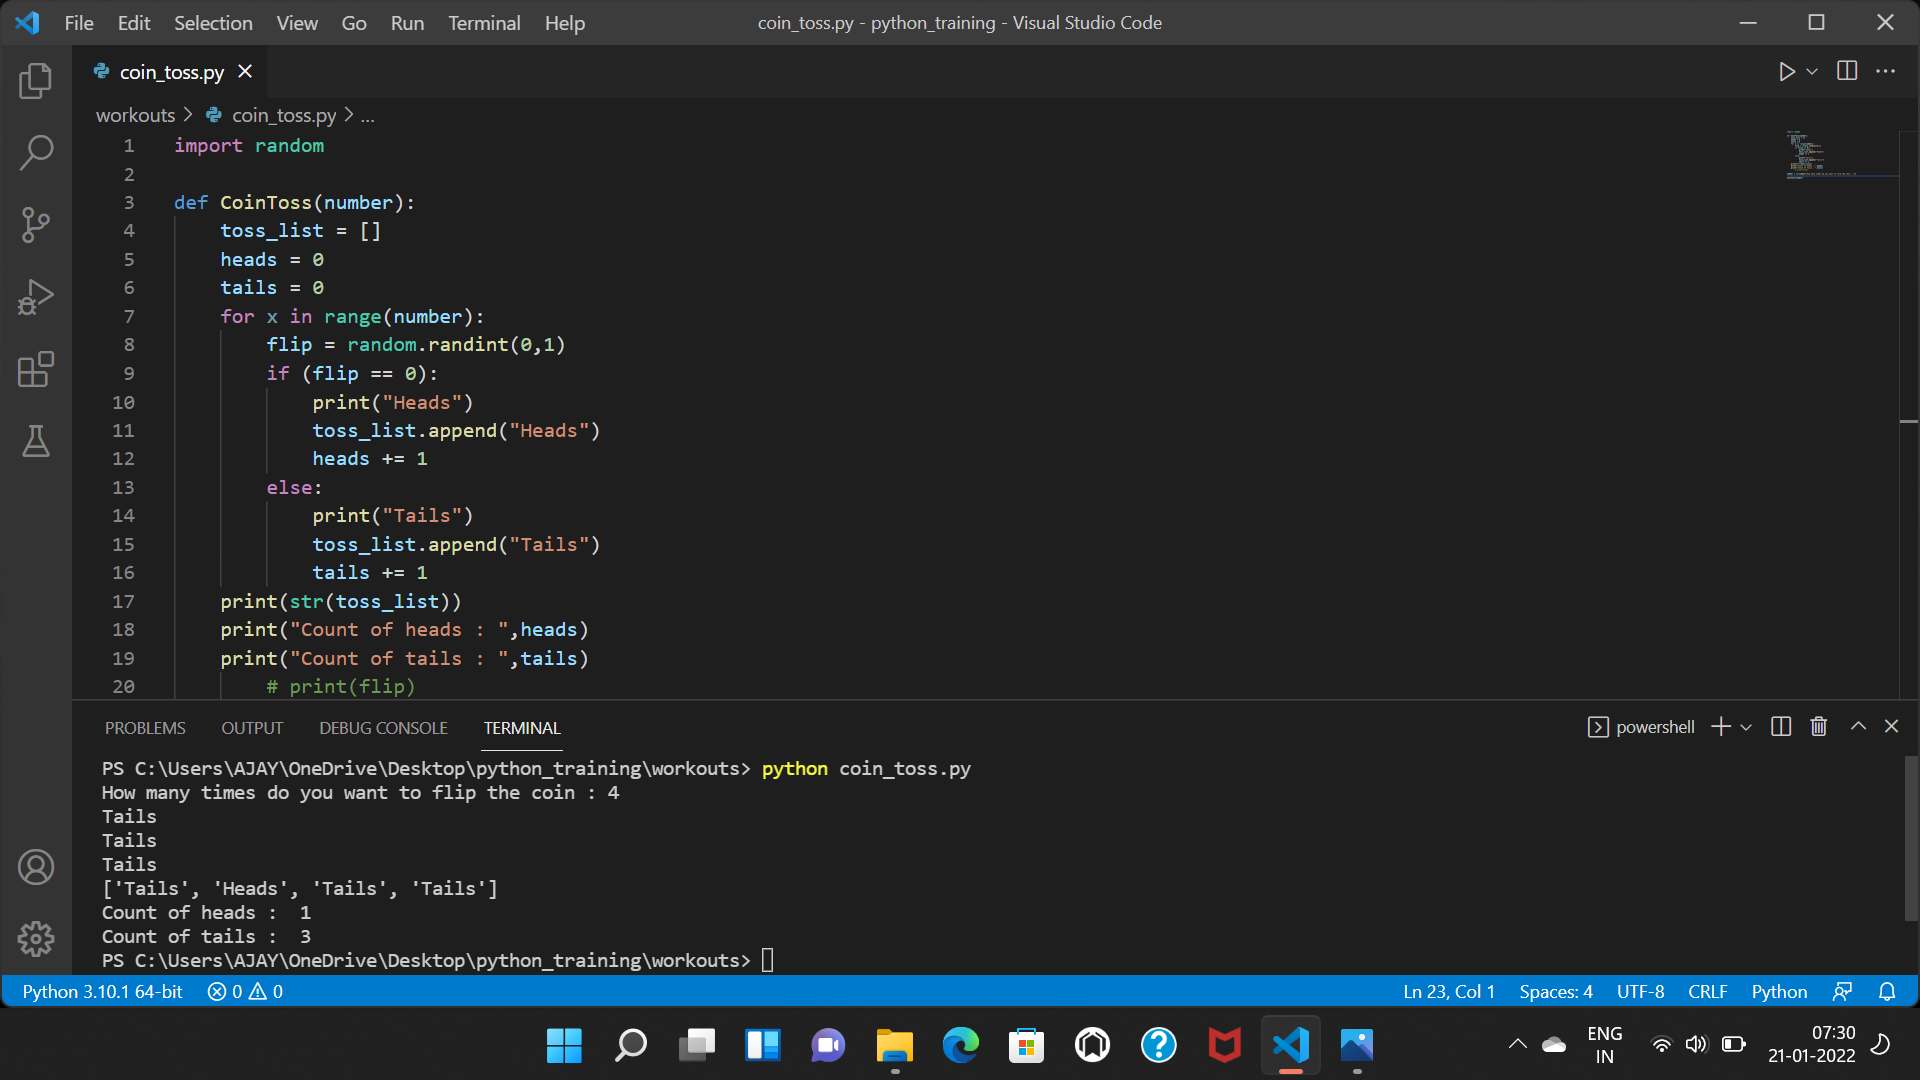 File Edit Selection View Go Run Terminal Help
coin_toss.py - python_training - Visual Studio Code
coin_toss.py
workouts > coin_toss.py > ...
1 import random
2
3 def CoinToss(number):
4 toss_list = []
5 heads = 0
6 tails = 0
7 for x in range(number):
8 flip = random.randint(0,1)
9 if (flip == 0):
10 print("Heads")
11 toss_list.append("Heads")
12 heads += 1
13 else:
14 print("Tails")
15 toss_list.append("Tails")
16 tails += 1
17 print(str(toss_list))
18 print("Count of heads : ",heads)
19 print("Count of tails : ",tails)
20 # print(flip)
PROBLEMS OUTPUT DEBUG CONSOLE TERMINAL
powershell
PS C:\Users\AJAY\OneDrive\Desktop\python_training\workouts> python coin_toss.py
How many times do you want to flip the coin : 4
Tails
Tails
Tails
['Tails', 'Heads', 'Tails', 'Tails']
Count of heads :  1
Count of tails :  3
PS C:\Users\AJAY\OneDrive\Desktop\python_training\workouts>
Python 3.10.1 64-bit 0 0
Ln 23, Col 1 Spaces: 4 UTF-8 CRLF Python
ENG
IN
07:30
21-01-2022